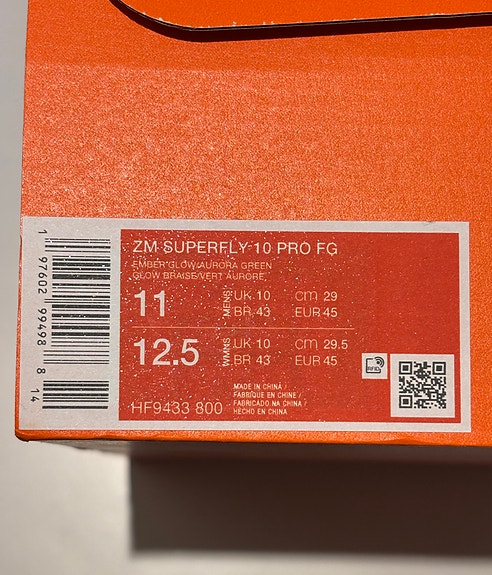 ZM SUPERFLY 10 PRO FG
EMBER GLOW/AURORA GREEN
GLOW BRAISE/VERT AURORE
11 MENS UK 10 CM 29
BR 43 EUR 45
12.5 WMNS UK 10 CM 29.5
BR 43 EUR 45
HF9433 800
MADE IN CHINA /
FABRIQUE EN CHINE /
FABRICADO NA CHINA /
HECHO EN CHINA
RFID
1 97602 99498 8 14